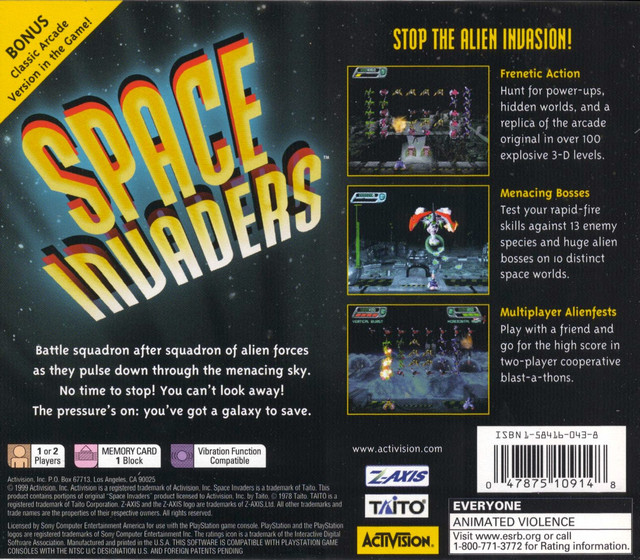 BONUS
Classic Arcade
Version in the Game!
SPACE
INVADERS™
Battle squadron after squadron of alien forces
as they pulse down through the menacing sky.
No time to stop! You can't look away!
The pressure's on: you've got a galaxy to save.
STOP THE ALIEN INVASION!
Frenetic Action
Hunt for power-ups,
hidden worlds, and a
replica of the arcade
original in over 100
explosive 3-D levels.
Menacing Bosses
Test your rapid-fire
skills against 13 enemy
species and huge alien
bosses on 10 distinct
space worlds.
Multiplayer Alienfests
Play with a friend and
go for the high score in
two-player cooperative
blast-a-thons.
1 or 2
Players
MEMORY CARD
1 Block
Vibration Function
Compatible
www.activision.com
Activision, Inc. P.O. Box 67713, Los Angeles, CA 90025
© 1999 Activision, Inc. Activision is a registered trademark of Activision, Inc. Space Invaders is a trademark of Taito. This
product contains portions of original "Space Invaders" product licensed to Activision, Inc. by Taito. © 1978 Taito. TAITO is a
registered trademark of Taito Corporation. Z-AXIS and the Z-AXIS logo are trademarks of Z-AXIS, Ltd. All other trademarks and
trade names are the properties of their respective owners. All rights reserved.
Licensed by Sony Computer Entertainment America for use with the PlayStation game console. PlayStation and the PlayStation
logos are registered trademarks of Sony Computer Entertainment Inc. The ratings icon is a trademark of the Interactive Digital
Software Association. Manufactured and printed in the U.S.A. THIS SOFTWARE IS COMPATIBLE WITH PLAYSTATION GAME
CONSOLES WITH THE NTSC U/C DESIGNATION. U.S. AND FOREIGN PATENTS PENDING
Z-AXIS
TAITO
ACTIVISION.
ISBN 1-58416-043-8
0 47875 10914 8
EVERYONE
ANIMATED VIOLENCE
Visit www.esrb.org or call
1-800-771-3772 for Rating information.